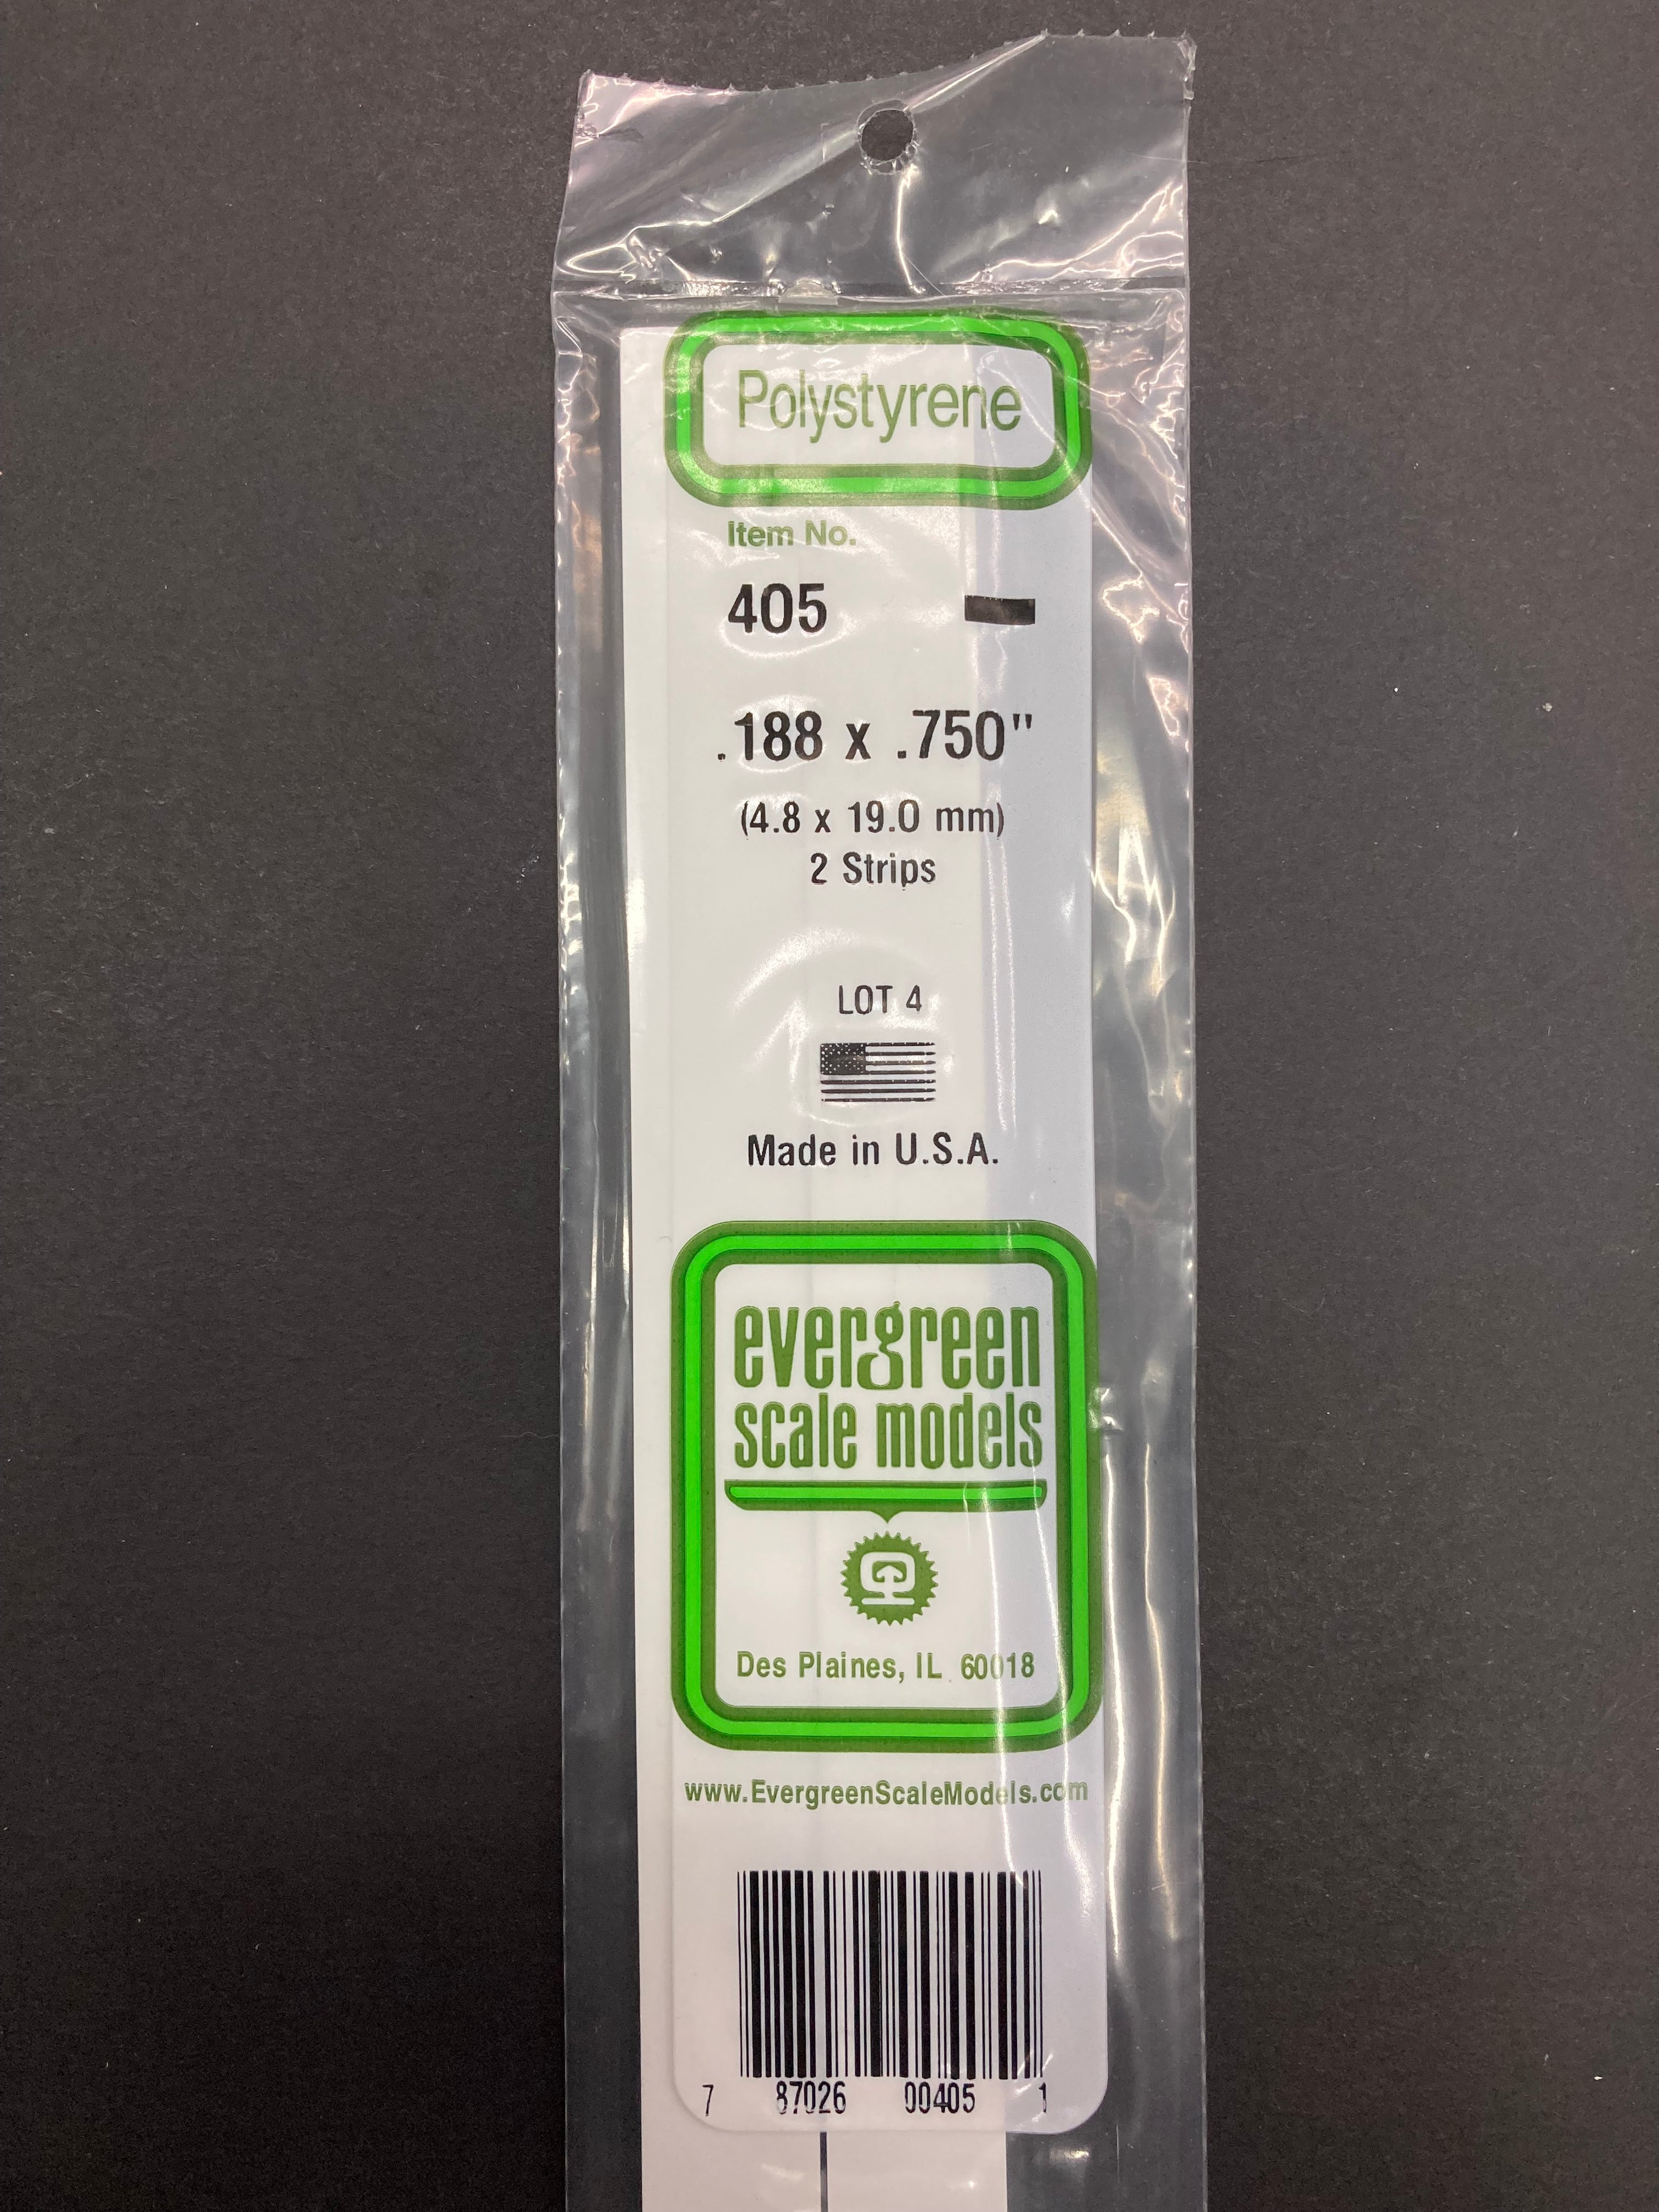 Polystyrene
Item No.
405
.188 x .750"
(4.8 x 19.0 mm)
2 Strips
LOT 4
Made in U.S.A.
evergreen
scale models
Des Plaines, IL 60018
www.EvergreenScaleModels.com
7 87026 00405 1